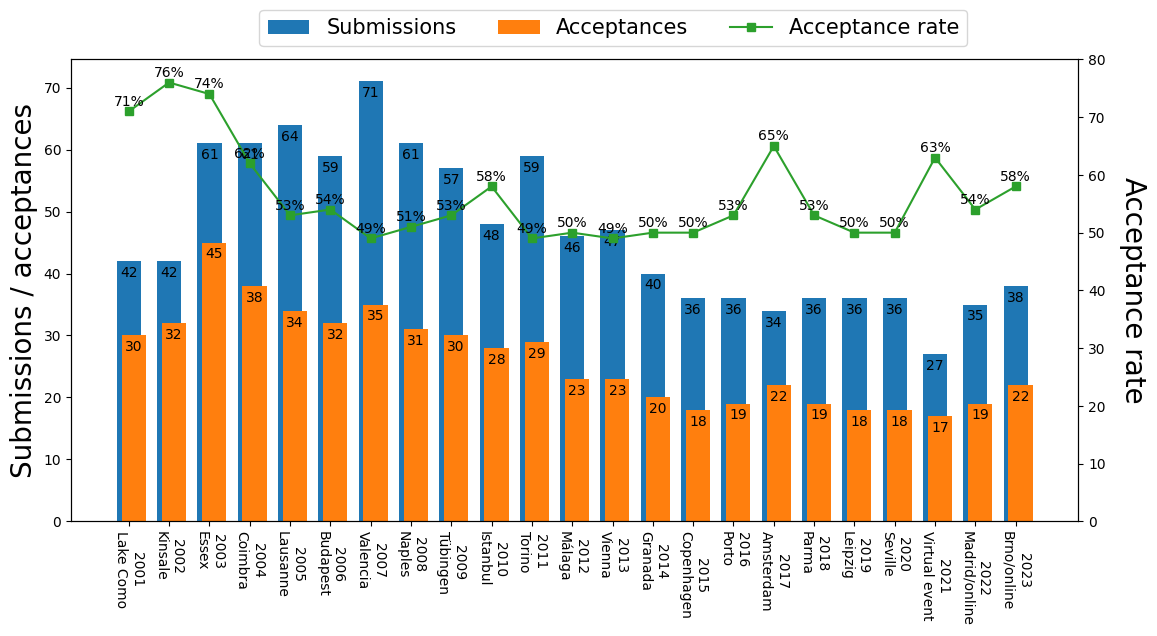 Submissions Acceptances Acceptance rate
Submissions / acceptances
Acceptance rate
70
60
50
40
30
20
10
0
80
70
60
50
40
30
20
10
0
71% 76% 74% 62% 53% 54% 49% 51% 53% 58% 49% 50% 49% 50% 50% 53% 65% 53% 50% 50% 63% 54% 58%
42 42 61 61 64 59 71 61 57 48 59 46 47 40 36 36 34 36 36 36 27 35 38
30 32 45 38 34 32 35 31 30 28 29 23 23 20 18 19 22 19 18 18 17 19 22
2001
Lake Como
2002
Kinsale
2003
Essex
2004
Coimbra
2005
Lausanne
2006
Budapest
2007
Valencia
2008
Naples
2009
Tübingen
2010
Istanbul
2011
Torino
2012
Málaga
2013
Vienna
2014
Granada
2015
Copenhagen
2016
Porto
2017
Amsterdam
2018
Parma
2019
Leipzig
2020
Seville
2021
Virtual event
2022
Madrid/online
2023
Brno/online